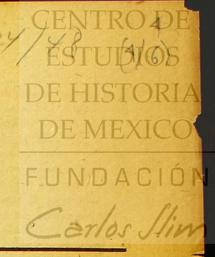 CENTRO DE
ESTUDIOS
DE HISTORIA
DE MEXICO
FUNDACIÓN
Carlos Slim